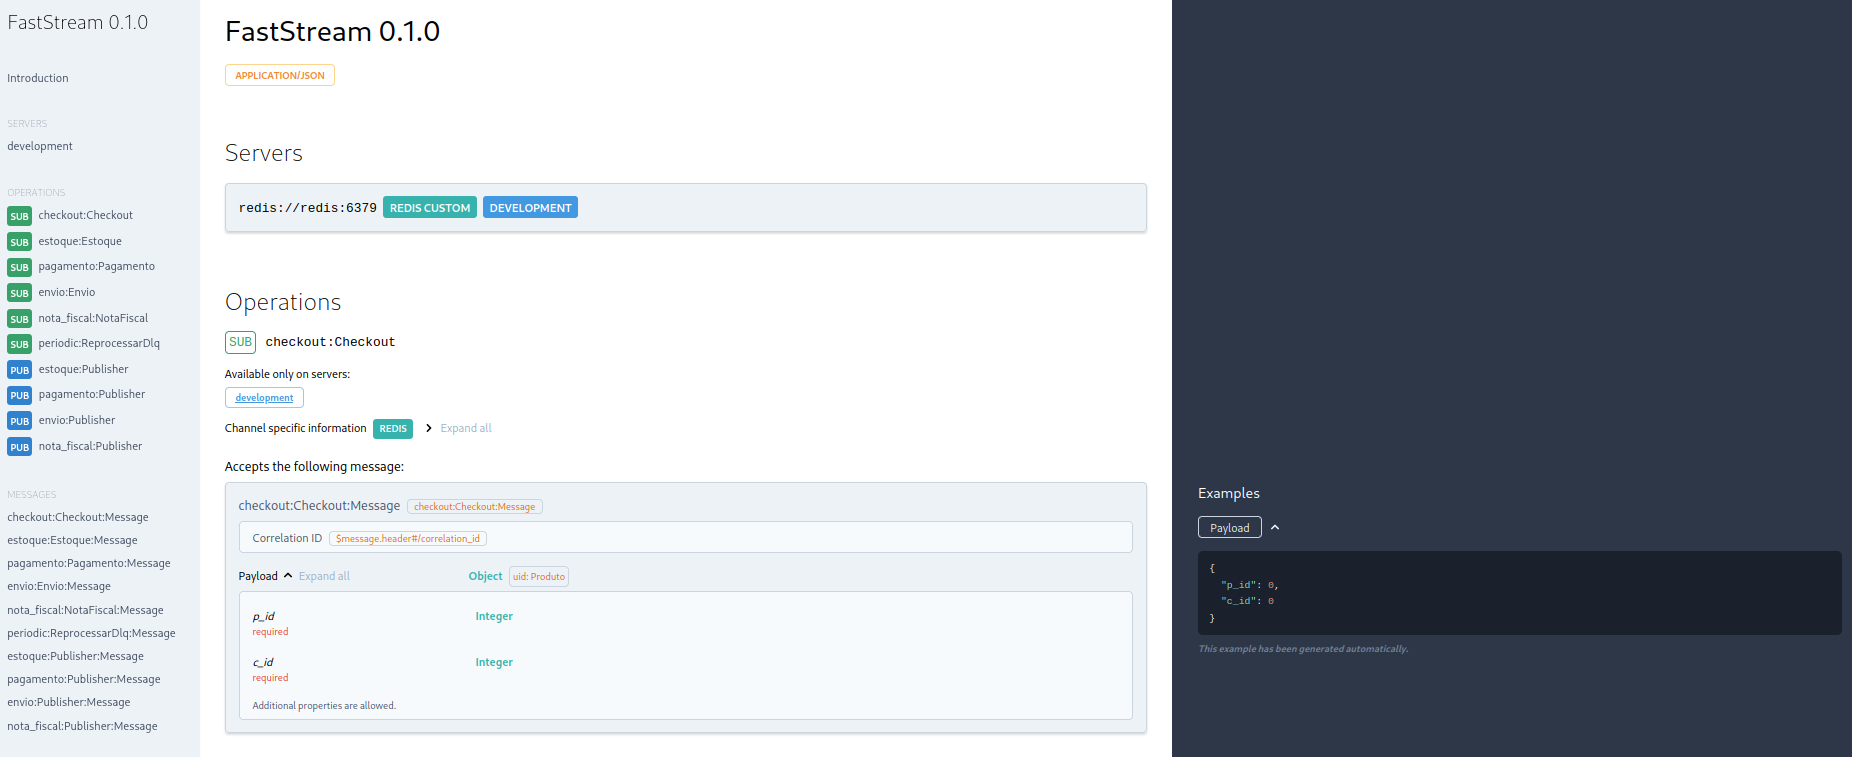 FastStream 0.1.0
Introduction
SERVERS
development
OPERATIONS
SUB checkout:Checkout
SUB estoque:Estoque
SUB pagamento:Pagamento
SUB envio:Envio
SUB nota_fiscal:NotaFiscal
SUB periodic:ReprocessarDlq
PUB estoque:Publisher
PUB pagamento:Publisher
PUB envio:Publisher
PUB nota_fiscal:Publisher
MESSAGES
checkout:Checkout:Message
estoque:Estoque:Message
pagamento:Pagamento:Message
envio:Envio:Message
nota_fiscal:NotaFiscal:Message
periodic:ReprocessarDlq:Message
estoque:Publisher:Message
pagamento:Publisher:Message
envio:Publisher:Message
nota_fiscal:Publisher:Message
FastStream 0.1.0
APPLICATION/JSON
Servers
redis://redis:6379 REDIS CUSTOM DEVELOPMENT
Operations
SUB checkout:Checkout
Available only on servers:
development
Channel specific information REDIS Expand all
Accepts the following message:
checkout:Checkout:Message checkout:Checkout:Message
Correlation ID $message.header#/correlation_id
Payload Expand all Object uid: Produto
p_id Integer
required
c_id Integer
required
Additional properties are allowed.
Examples
Payload
{
"p_id": 0,
"c_id": 0
}
This example has been generated automatically.